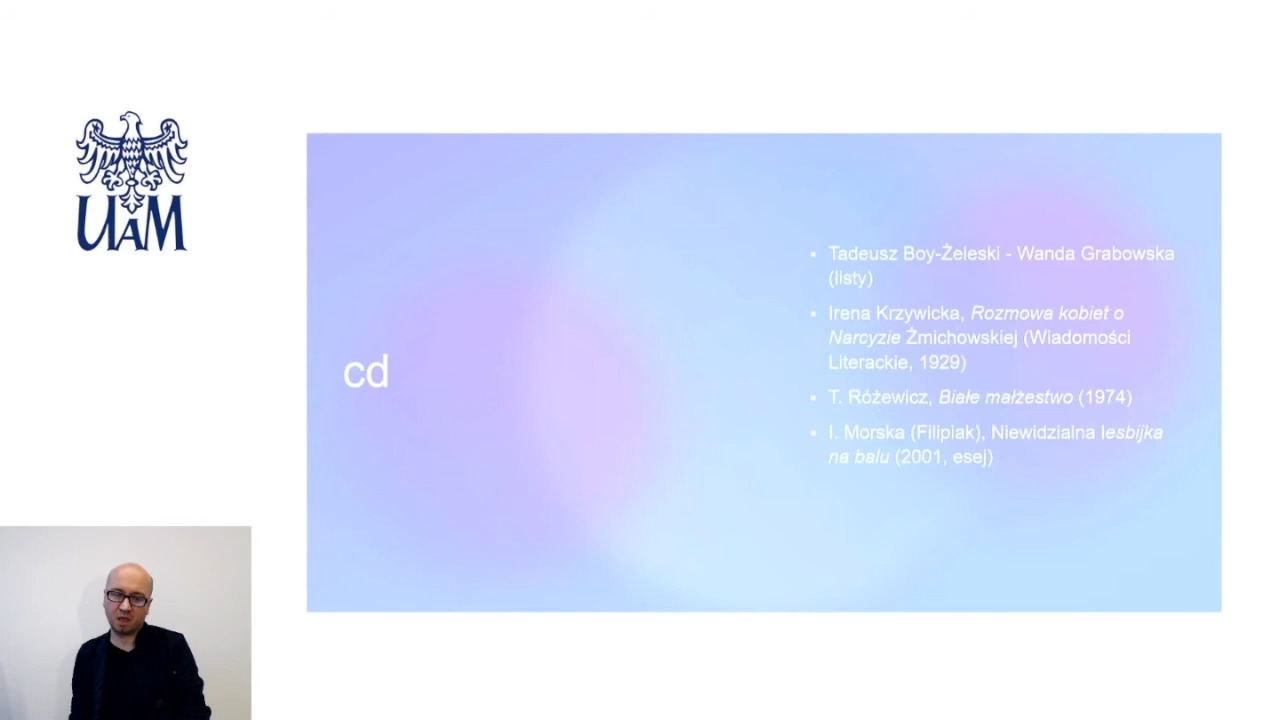 UAM
cd
Tadeusz Boy-Żeleski - Wanda Grabowska
(listy)
Irena Krzywicka, Rozmowa kobiet o
Narcyzie Żmichowskiej (Wiadomości
Literackie, 1929)
T. Różewicz, Białe małżestwo (1974)
I. Morska (Filipiak), Niewidzialna lesbijka
na balu (2001, esej)